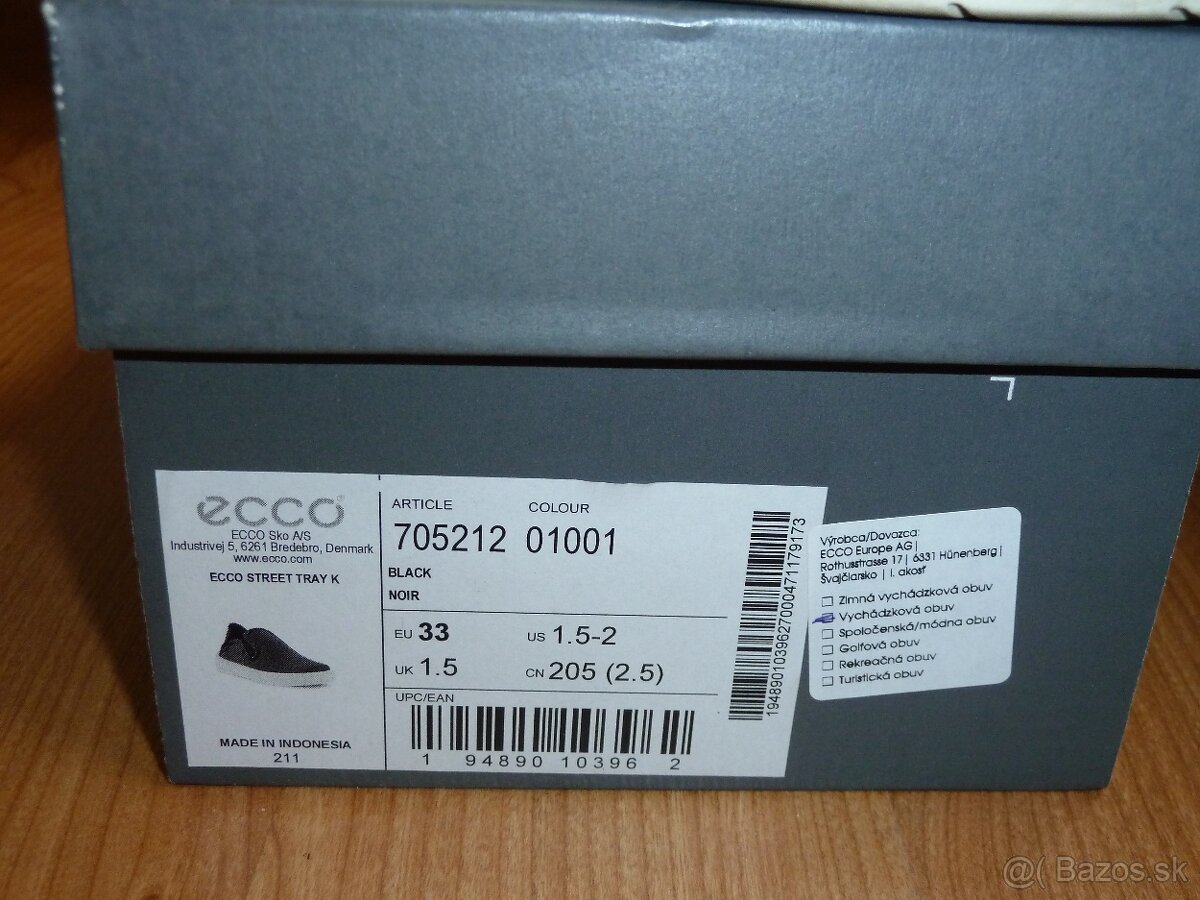 ecco®
ECCO Sko A/S
Industrivej 5, 6261 Bredebro, Denmark
www.ecco.com
ECCO STREET TRAY K
MADE IN INDONESIA
211
ARTICLE COLOUR
705212 01001
BLACK
NOIR
EU 33 US 1.5-2
UK 1.5 CN 205 (2.5)
UPC/EAN
1 94890 10396 2
194890103962700047117 9173
Výrobca/Dovozca:
ECCO Europe AG|
Rothusstrasse 17| 6331 Hünenberg|
Švajčiarsko | I. akosť
Zimná vychádzková obuv
Vychádzková obuv
Spoločenská/módna obuv
Golfová obuv
Rekreačná obuv
Turistická obuv
@( Bazos.sk